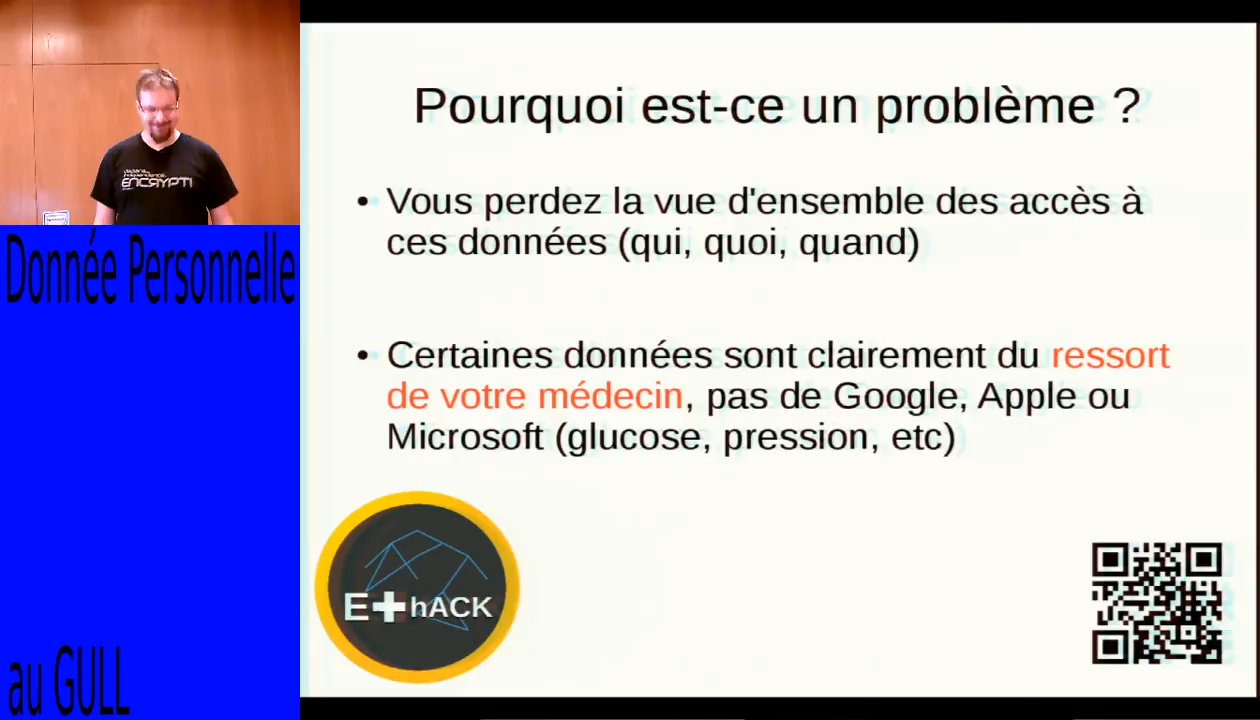 Pourquoi est-ce un problème ?
• Vous perdez la vue d'ensemble des accès à
ces données (qui, quoi, quand)
• Certaines données sont clairement du ressort
de votre médecin, pas de Google, Apple ou
Microsoft (glucose, pression, etc)
E+hACK
ENCRYPT!
Donnée Personnelle
au GULL